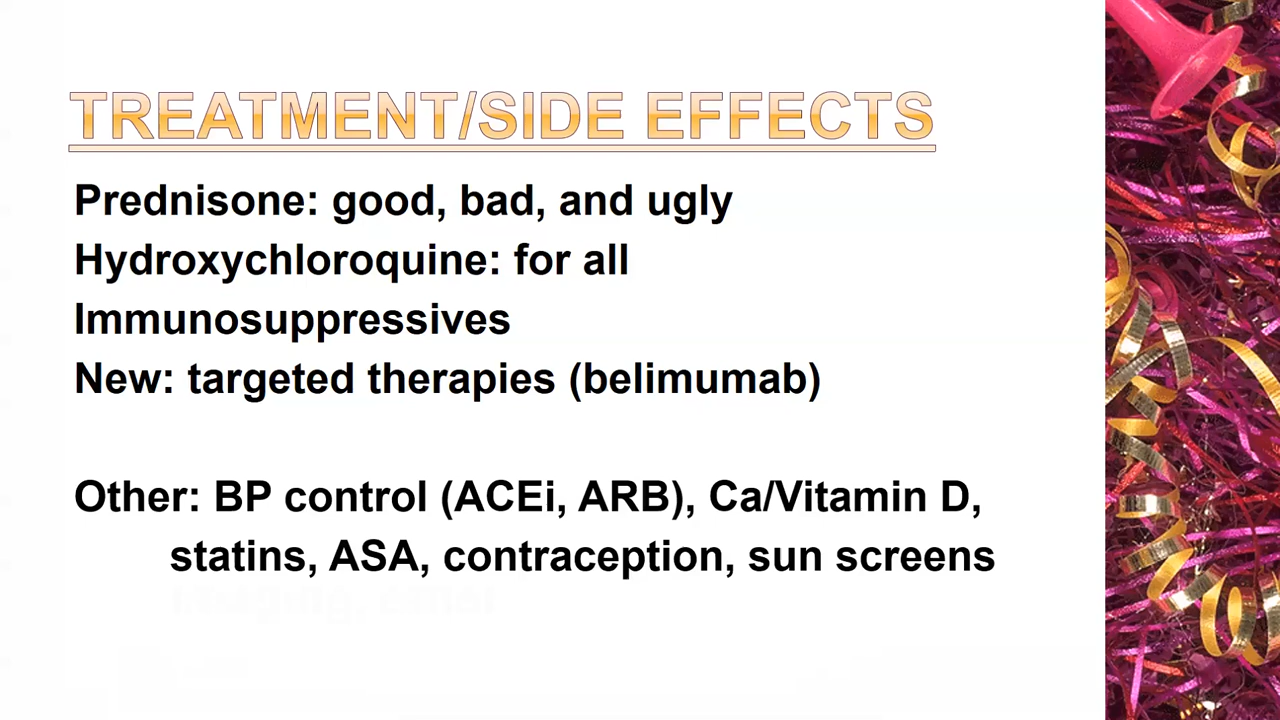 TREATMENT/SIDE EFFECTS
Prednisone: good, bad, and ugly
Hydroxychloroquine: for all
Immunosuppressives
New: targeted therapies (belimumab)
Other: BP control (ACEi, ARB), Ca/Vitamin D,
statins, ASA, contraception, sun screens